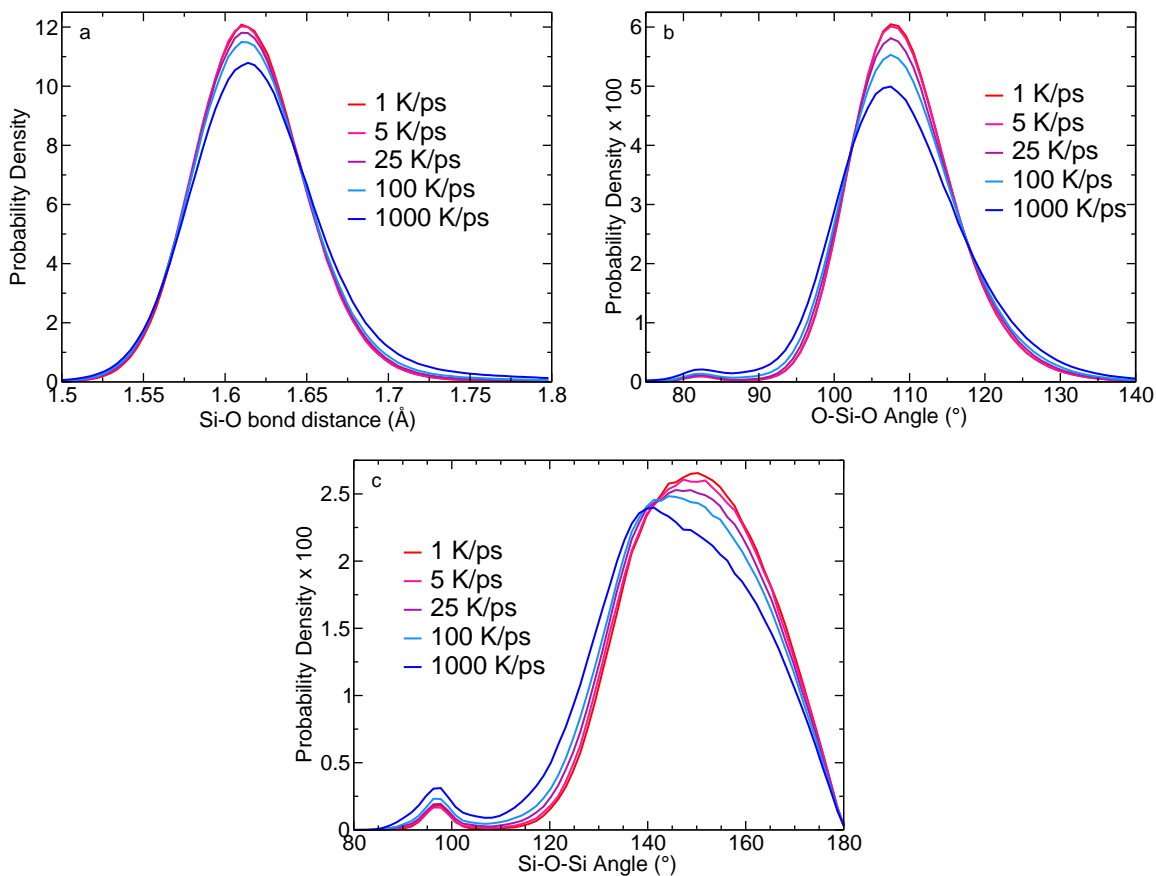 a
Probability Density
12
10
8
6
4
2
0
1 K/ps
5 K/ps
25 K/ps
100 K/ps
1000 K/ps
1.5 1.55 1.6 1.65 1.7 1.75 1.8
Si-O bond distance (Å)
b
Probability Density x 100
6
5
4
3
2
1
0
1 K/ps
5 K/ps
25 K/ps
100 K/ps
1000 K/ps
80 90 100 110 120 130 140
O-Si-O Angle (°)
c
Probability Density x 100
2.5
2
1.5
1
0.5
0
1 K/ps
5 K/ps
25 K/ps
100 K/ps
1000 K/ps
80 100 120 140 160 180
Si-O-Si Angle (°)